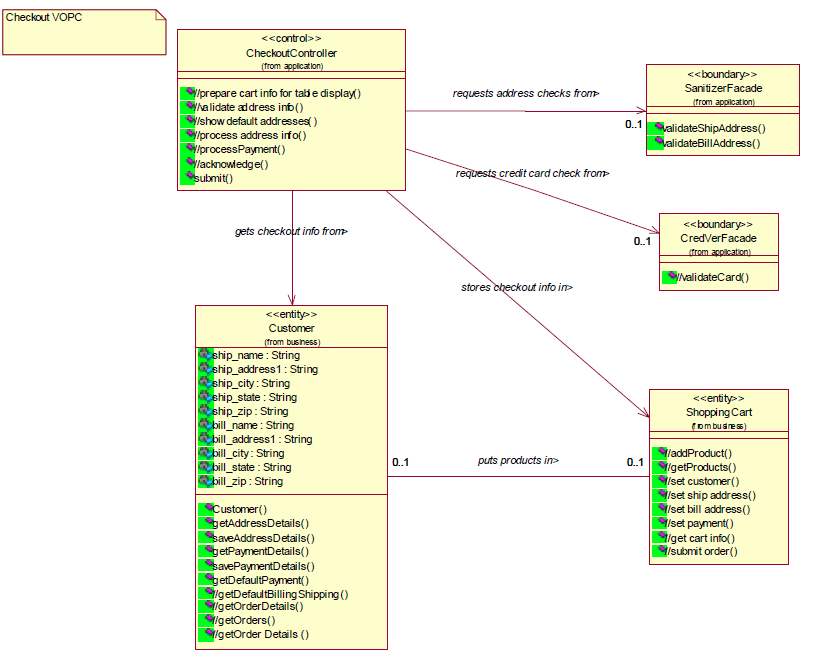 Checkout VOPC
<<control>>
CheckoutController
(from application)
//prepare cart info for table display()
//validate address info()
//show default addresses()
//process address info()
//processPayment()
//acknowledge()
submit()
requests address checks from>
0..1
<<boundary>>
SanitizerFacade
(from application)
validateShipAddress()
validateBillAddress()
requests credit card check from>
0..1
<<boundary>>
CredVerFacade
(from application)
//validateCard()
gets checkout info from>
stores checkout info in>
<<entity>>
Customer
(from business)
ship_name : String
ship_address1 : String
ship_city : String
ship_state : String
ship_zip : String
bill_name : String
bill_address1 : String
bill_city : String
bill_state : String
bill_zip : String
Customer()
getAddressDetails()
saveAddressDetails()
getPaymentDetails()
savePaymentDetails()
getDefaultPayment()
//getDefaultBillingShipping()
//getOrderDetails()
//getOrders()
//getOrder Details ()
0..1
puts products in>
0..1
<<entity>>
ShoppingCart
(from business)
//addProduct()
//getProducts()
//set customer()
//set ship address()
//set bill address()
//set payment()
//get cart info()
//submit order()